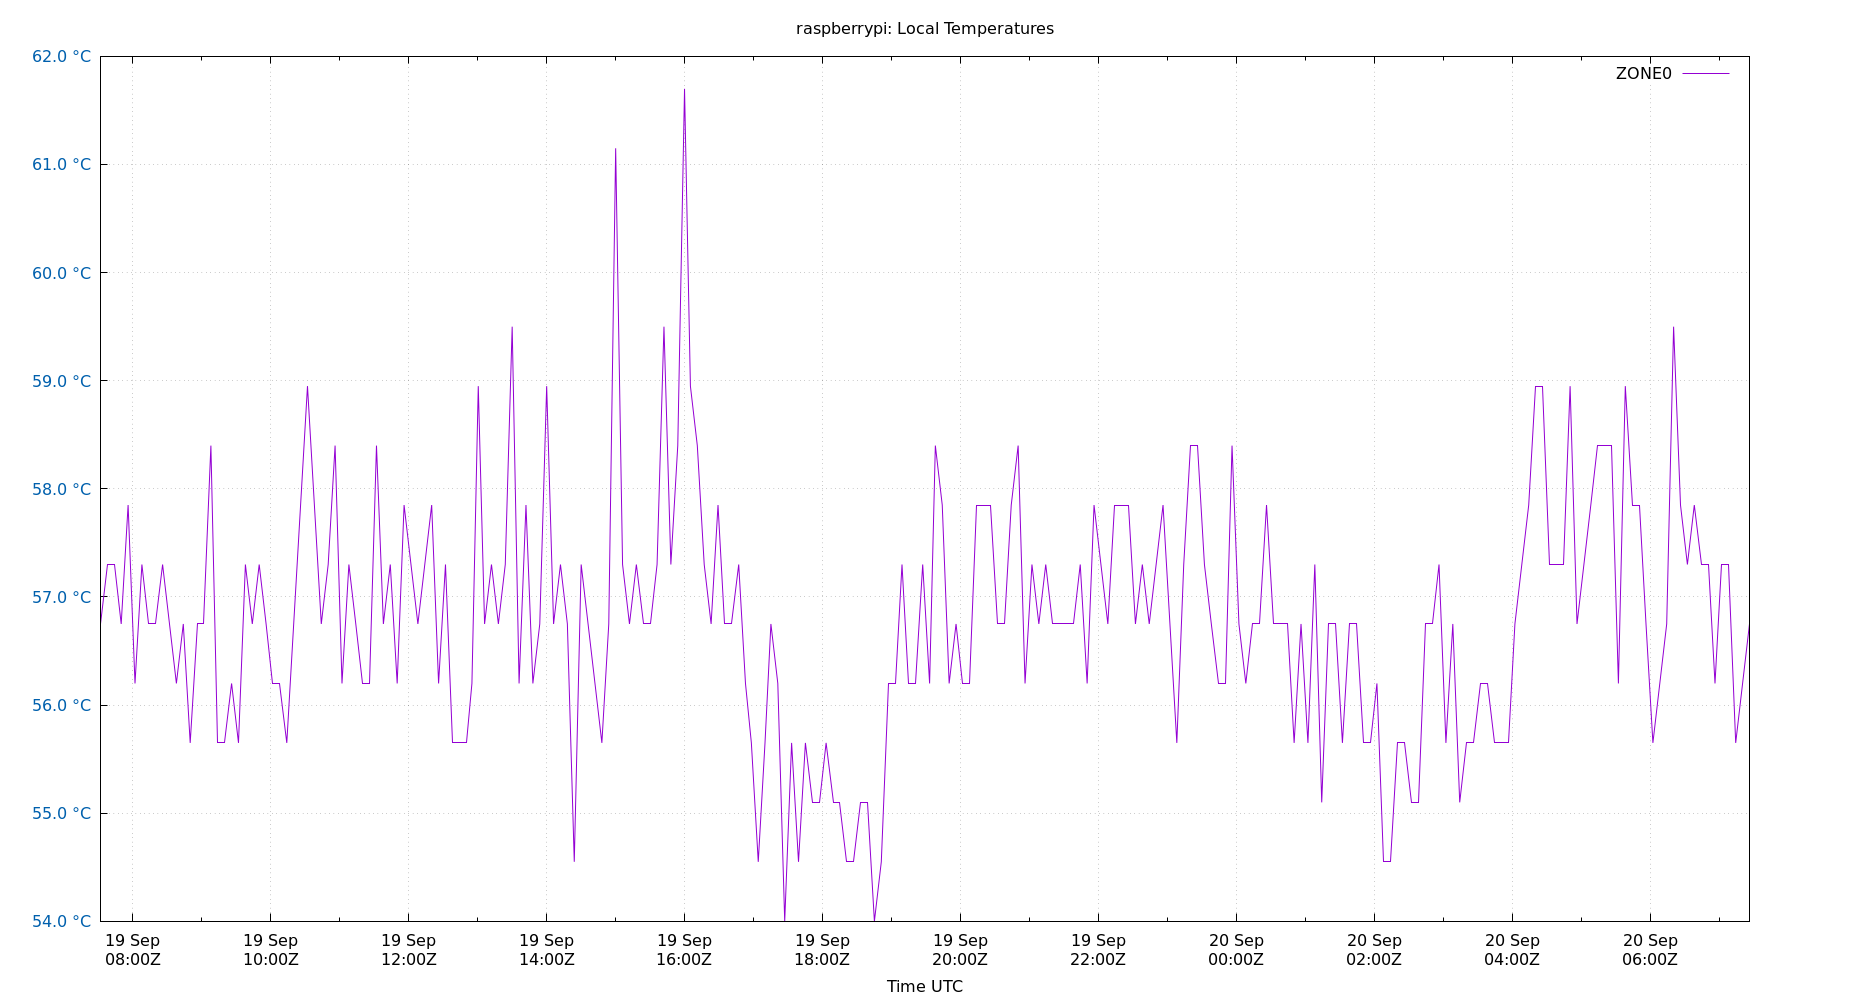 raspberrypi: Local Temperatures
62.0 °C
61.0 °C
60.0 °C
59.0 °C
58.0 °C
57.0 °C
56.0 °C
55.0 °C
54.0 °C
ZONE0
19 Sep
08:00Z
19 Sep
10:00Z
19 Sep
12:00Z
19 Sep
14:00Z
19 Sep
16:00Z
19 Sep
18:00Z
19 Sep
20:00Z
19 Sep
22:00Z
20 Sep
00:00Z
20 Sep
02:00Z
20 Sep
04:00Z
20 Sep
06:00Z
Time UTC